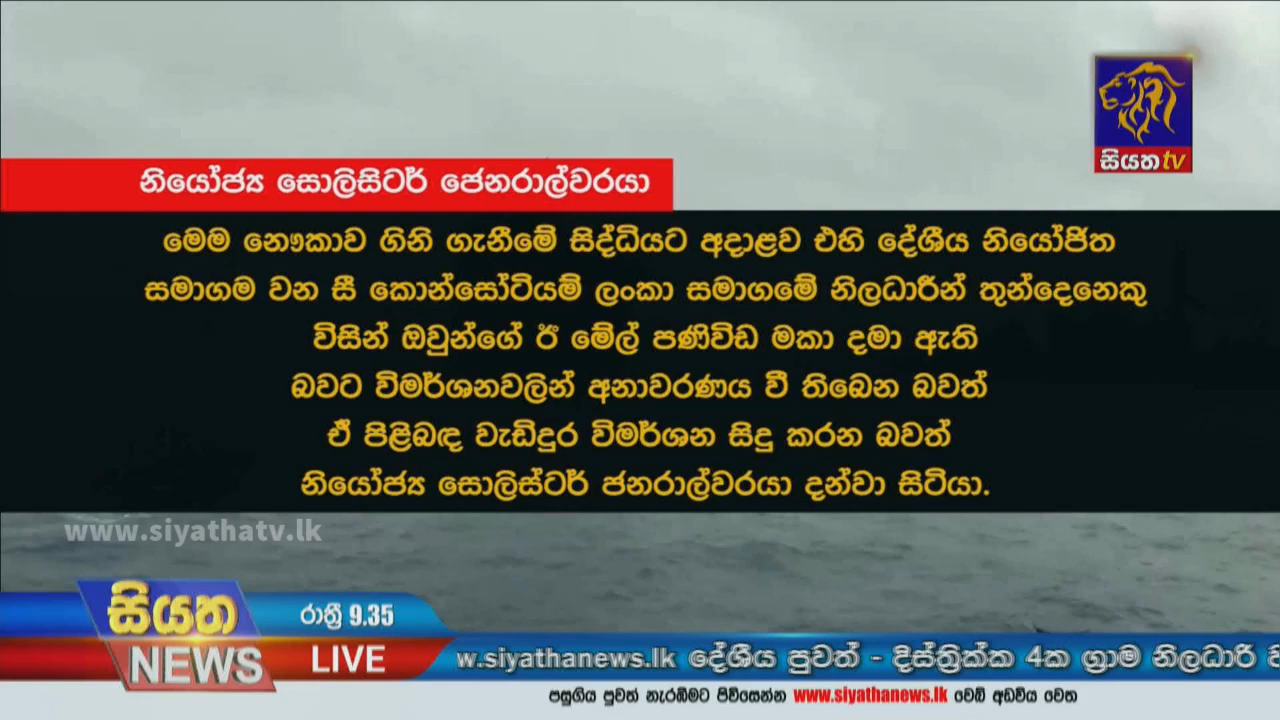 සියත tv
නියෝජ්‍ය සොලිසිටර් ජෙනරාල්වරයා
මෙම නෞකාව ගිනි ගැනීමේ සිද්ධියට අදාළව එහි දේශීය නියෝජිත
සමාගම වන සී කොන්සෝටියම් ලංකා සමාගමේ නිලධාරීන් තුන්දෙනෙකු
විසින් ඔවුන්ගේ ඊ මේල් පණිවිඩ මකා දමා ඇති
බවට විමර්ශනවලින් අනාවරණය වී තිබෙන බවත්
ඒ පිළිබඳ වැඩිදුර විමර්ශන සිදු කරන බවත්
නියෝජ්‍ය සොලිස්ටර් ජනරාල්වරයා දන්වා සිටියා.
www.siyathatv.lk
සියත
NEWS
රාත්‍රී 9.35
LIVE
w.siyathanews.lk දේශීය පුවත් - දිස්ත්‍රික්ක 4ක ග්‍රාම නිලධාරි
පසුගිය පුවත් නැරඹීමට පිවිසෙන්න www.siyathanews.lk වෙබ් අඩවිය වෙත